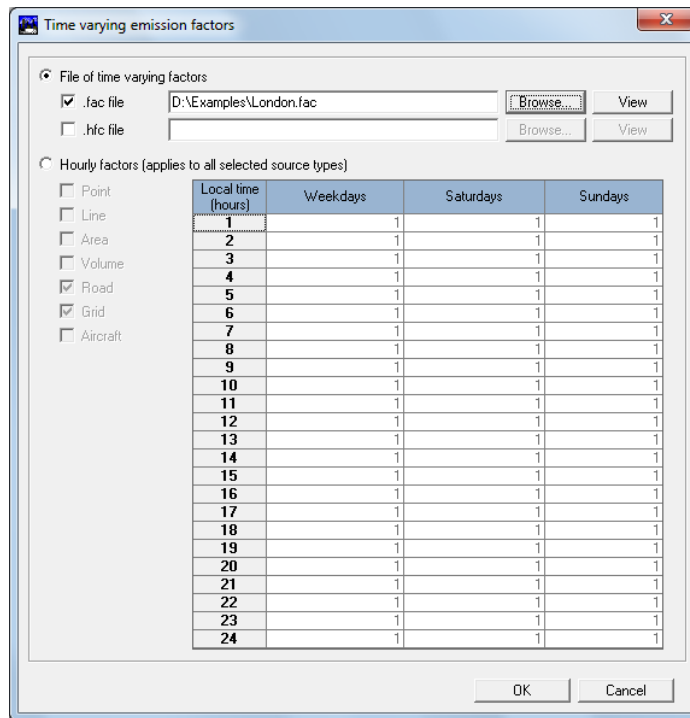 Time varying emission factors
File of time varying factors
.fac file D:\Examples\London.fac Browse... View
.hfc file Browse... View
Hourly factors (applies to all selected source types)
Point
Line
Area
Volume
Road
Grid
Aircraft
Local time (hours) Weekdays Saturdays Sundays
1 1 1 1
2 1 1 1
3 1 1 1
4 1 1 1
5 1 1 1
6 1 1 1
7 1 1 1
8 1 1 1
9 1 1 1
10 1 1 1
11 1 1 1
12 1 1 1
13 1 1 1
14 1 1 1
15 1 1 1
16 1 1 1
17 1 1 1
18 1 1 1
19 1 1 1
20 1 1 1
21 1 1 1
22 1 1 1
23 1 1 1
24 1 1 1
OK Cancel